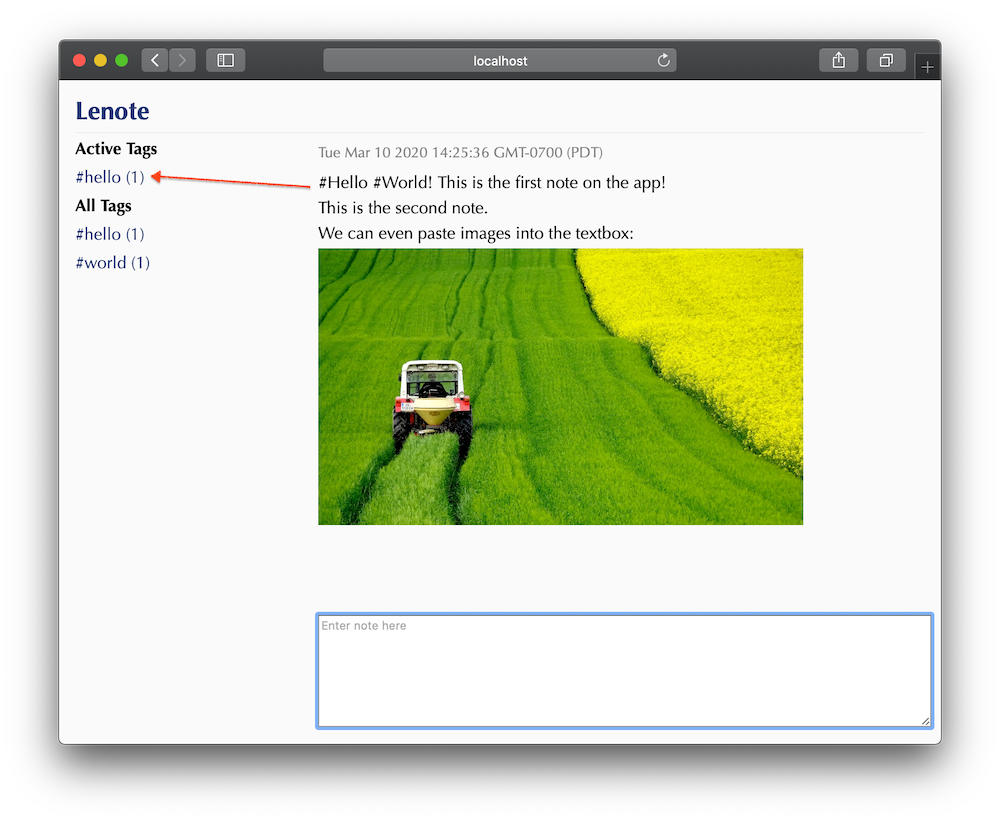 localhost
Lenote
Active Tags
#hello (1)
All Tags
#hello (1)
#world (1)
Tue Mar 10 2020 14:25:36 GMT-0700 (PDT)
#Hello #World! This is the first note on the app!
This is the second note.
We can even paste images into the textbox:
Enter note here